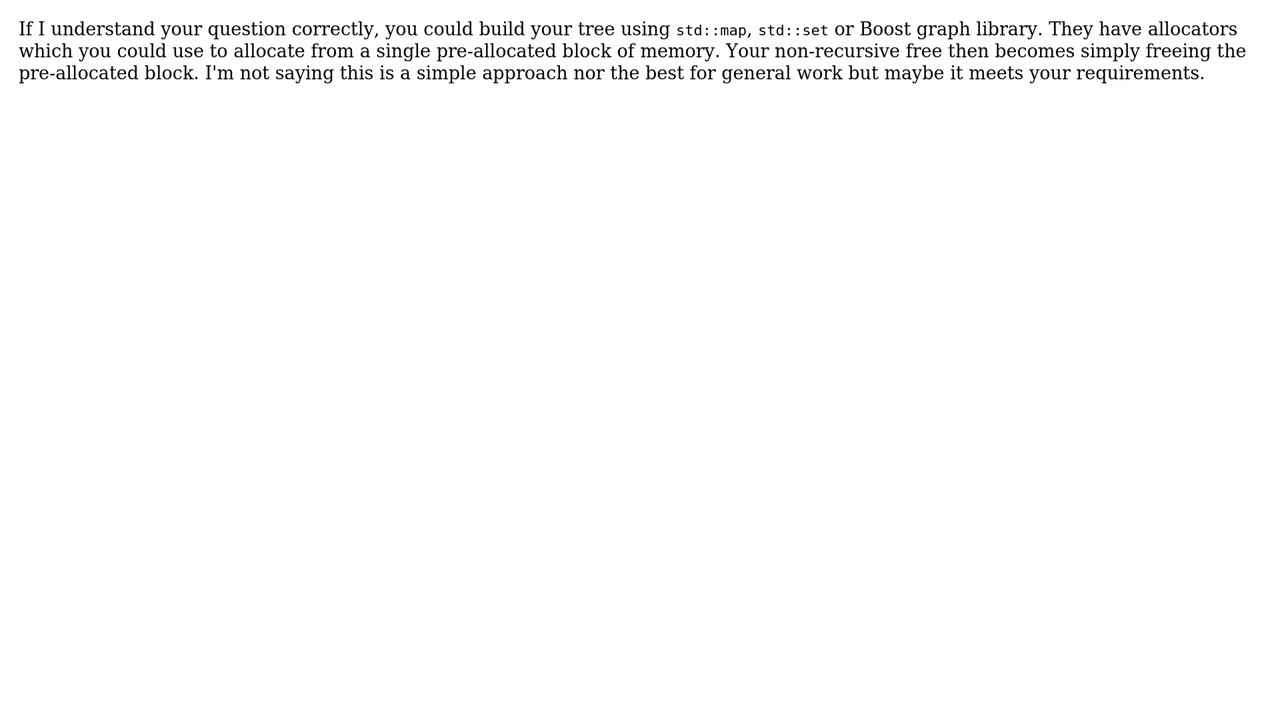 If I understand your question correctly, you could build your tree using std::map, std::set or Boost graph library. They have allocators
which you could use to allocate from a single pre-allocated block of memory. Your non-recursive free then becomes simply freeing the
pre-allocated block. I'm not saying this is a simple approach nor the best for general work but maybe it meets your requirements.